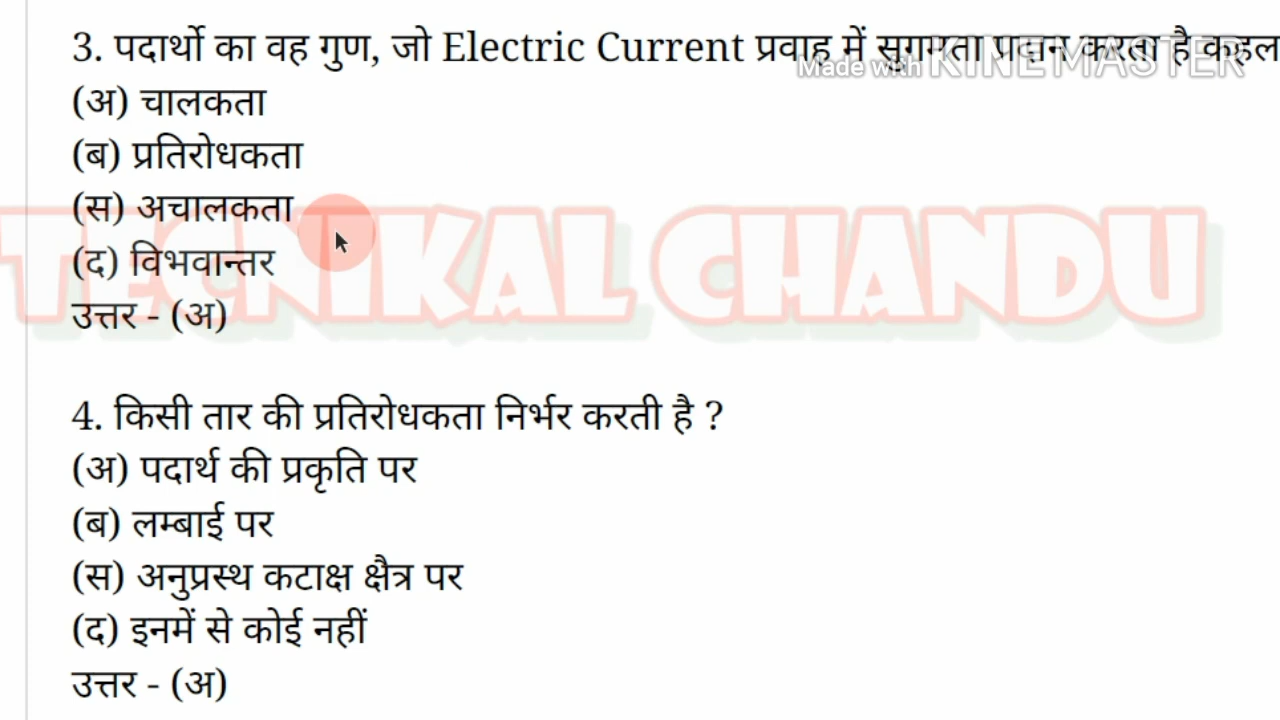 3. पदार्थो का वह गुण, जो Electric Current प्रवाह में सुगमता प्रदान करता है कहल
Made with KINEMASTER
(अ) चालकता
(ब) प्रतिरोधकता
(स) अचालकता
TECNIKAL CHANDU
(द) विभवान्तर
उत्तर - (अ)
4. किसी तार की प्रतिरोधकता निर्भर करती है ?
(अ) पदार्थ की प्रकृति पर
(ब) लम्बाई पर
(स) अनुप्रस्थ कटाक्ष क्षैत्र पर
(द) इनमें से कोई नहीं
उत्तर - (अ)